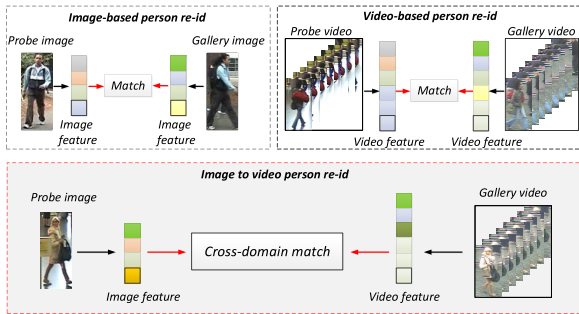 Image-based person re-id
Probe image
Gallery image
Match
Image
feature
Image
feature
Video-based person re-id
Probe video
Gallery video
Match
Video feature
Video feature
Image to video person re-id
Probe image
Gallery video
Cross-domain match
Image feature
Video feature